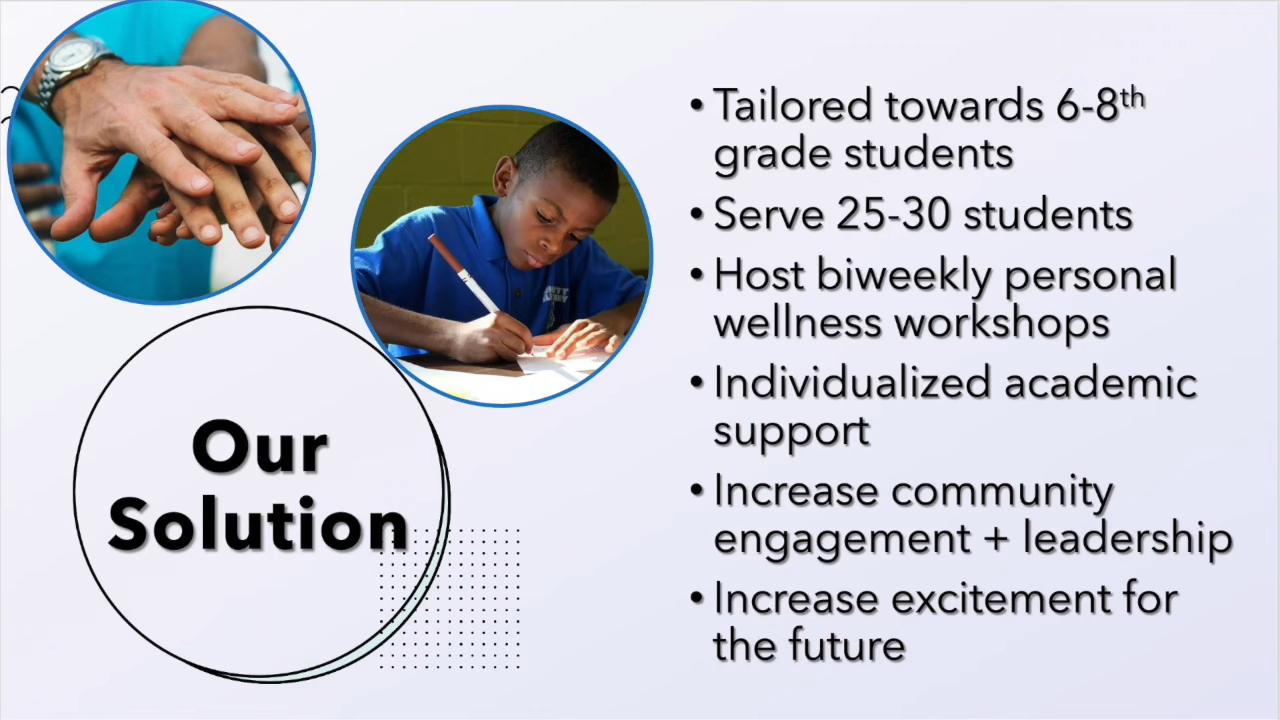 Our
Solution
• Tailored towards 6-8th
grade students
• Serve 25-30 students
• Host biweekly personal
wellness workshops
• Individualized academic
support
• Increase community
engagement + leadership
• Increase excitement for
the future